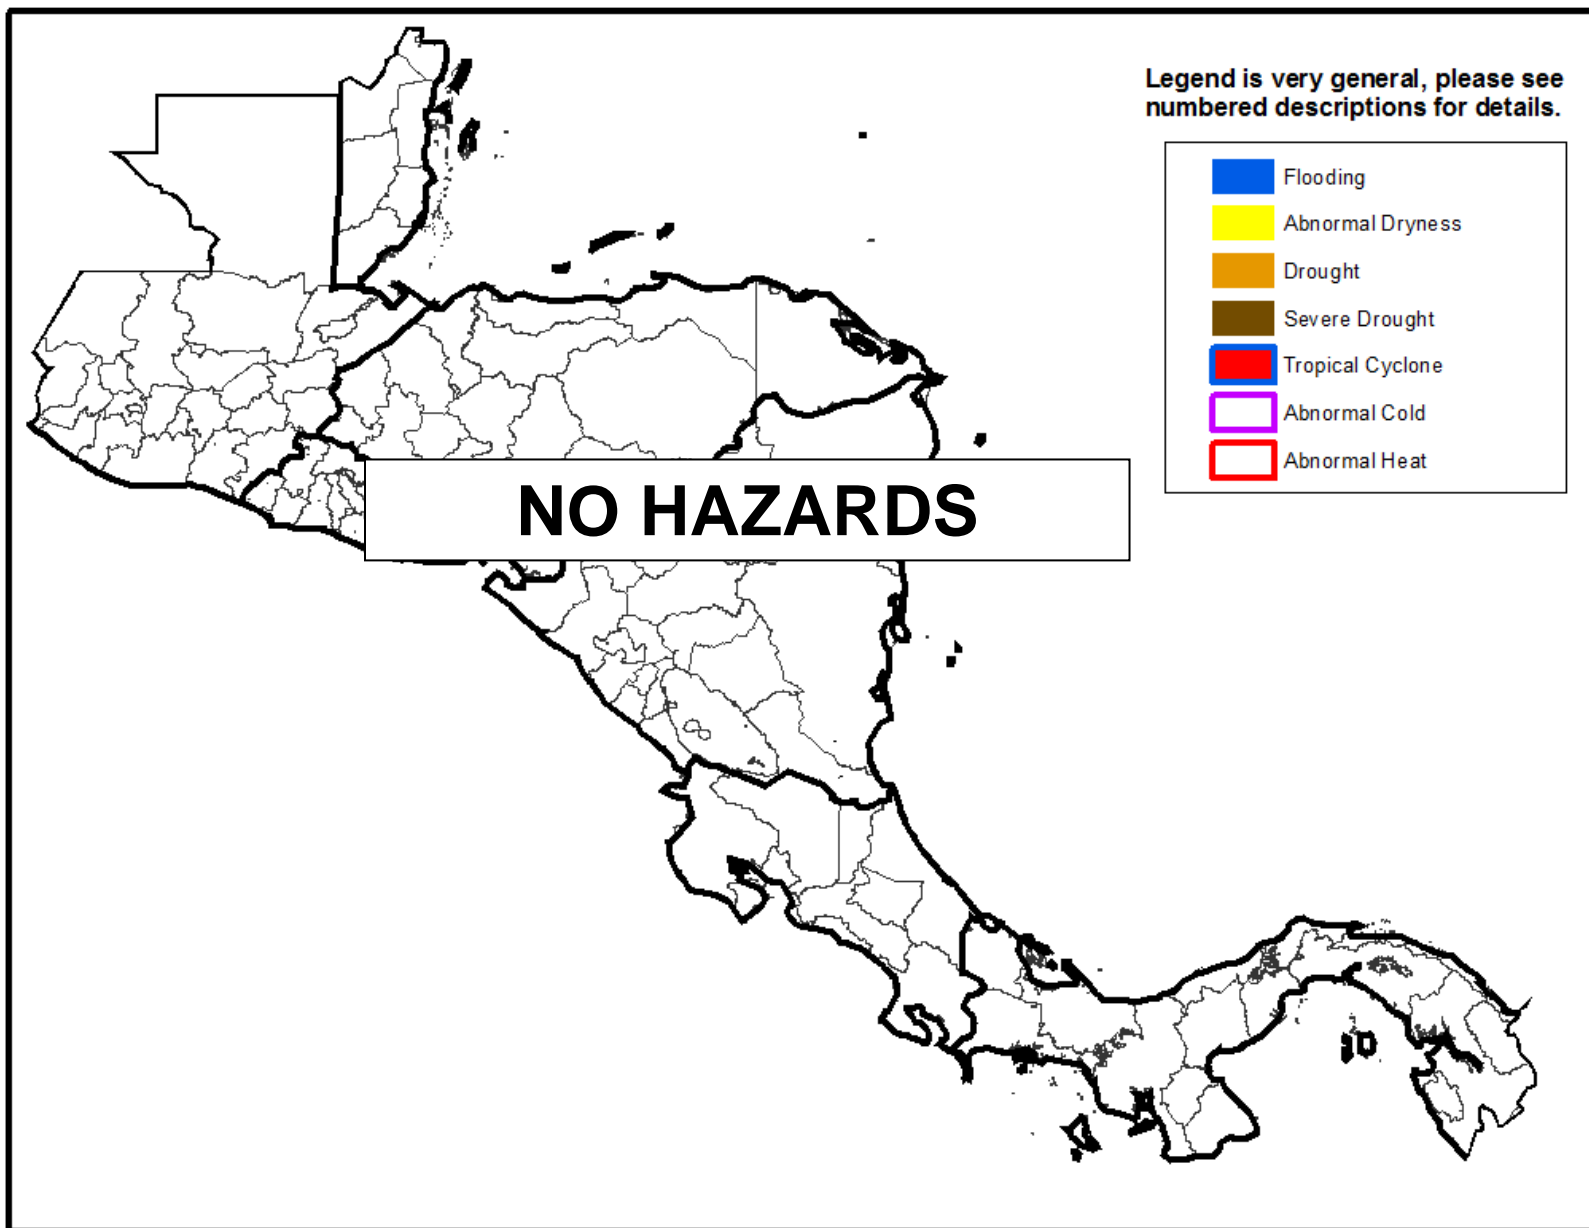 Legend is very general, please see
numbered descriptions for details.
Flooding
Abnormal Dryness
Drought
Severe Drought
Tropical Cyclone
Abnormal Cold
Abnormal Heat
NO HAZARDS